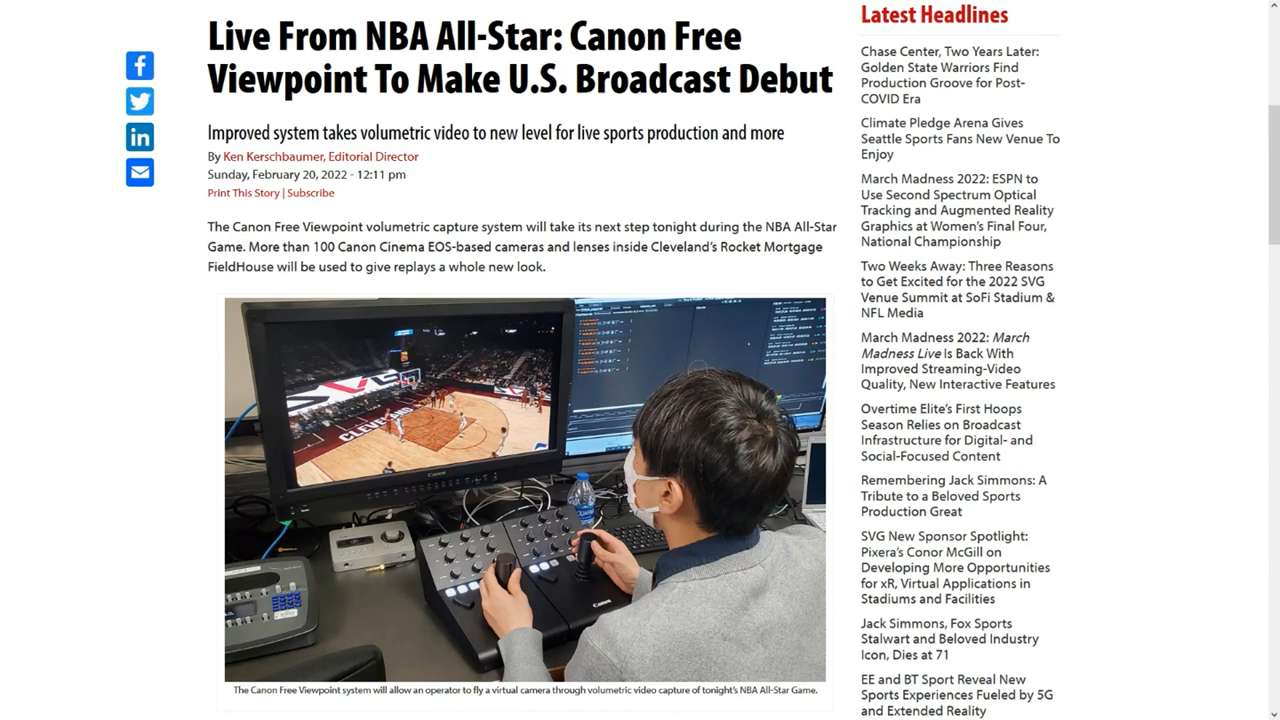 Live From NBA All-Star: Canon Free
Viewpoint To Make U.S. Broadcast Debut
Improved system takes volumetric video to new level for live sports production and more
By Ken Kerschbaumer, Editorial Director
Sunday, February 20, 2022 - 12:11 pm
Print This Story | Subscribe
The Canon Free Viewpoint volumetric capture system will take its next step tonight during the NBA All-Star
Game. More than 100 Canon Cinema EOS-based cameras and lenses inside Cleveland's Rocket Mortgage
FieldHouse will be used to give replays a whole new look.
CLEVELAND
Canon
Canon
The Canon Free Viewpoint system will allow an operator to fly a virtual camera through volumetric video capture of tonight's NBA All-Star Game.
Latest Headlines
Chase Center, Two Years Later:
Golden State Warriors Find
Production Groove for Post-
COVID Era
Climate Pledge Arena Gives
Seattle Sports Fans New Venue To
Enjoy
March Madness 2022: ESPN to
Use Second Spectrum Optical
Tracking and Augmented Reality
Graphics at Women's Final Four,
National Championship
Two Weeks Away: Three Reasons
to Get Excited for the 2022 SVG
Venue Summit at SoFi Stadium &
NFL Media
March Madness 2022: March
Madness Live Is Back With
Improved Streaming-Video
Quality, New Interactive Features
Overtime Elite's First Hoops
Season Relies on Broadcast
Infrastructure for Digital- and
Social-Focused Content
Remembering Jack Simmons: A
Tribute to a Beloved Sports
Production Great
SVG New Sponsor Spotlight:
Pixera's Conor McGill on
Developing More Opportunities
for xR, Virtual Applications in
Stadiums and Facilities
Jack Simmons, Fox Sports
Stalwart and Beloved Industry
Icon, Dies at 71
EE and BT Sport Reveal New
Sports Experiences Fueled by 5G
and Extended Reality